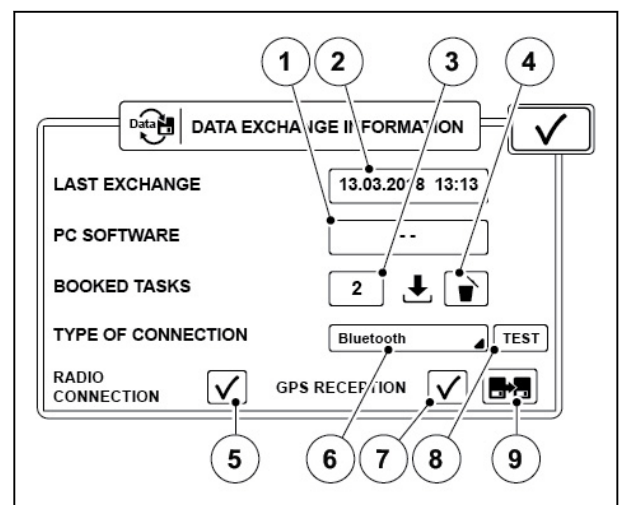 1 2 3 4
Data DATA EXCHANGE INFORMATION
LAST EXCHANGE 13.03.2018 13:13
PC SOFTWARE --
BOOKED TASKS 2
TYPE OF CONNECTION Bluetooth TEST
RADIO CONNECTION GPS RECEPTION
5 6 7 8 9